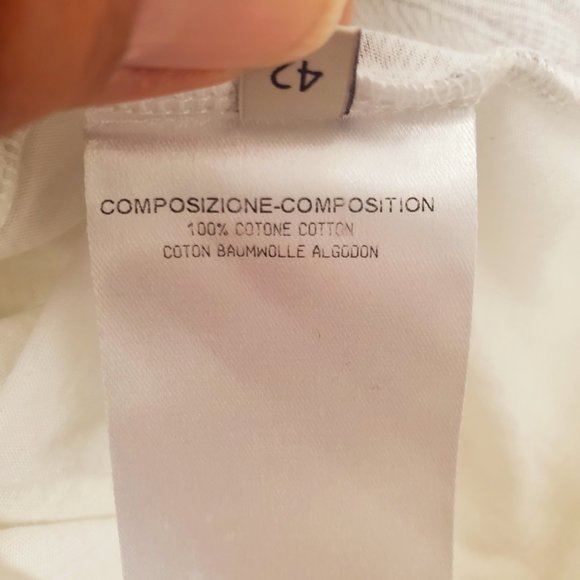 42
COMPOSIZIONE-COMPOSITION
100% COTONE COTTON
COTON BAUMWOLLE ALGODON